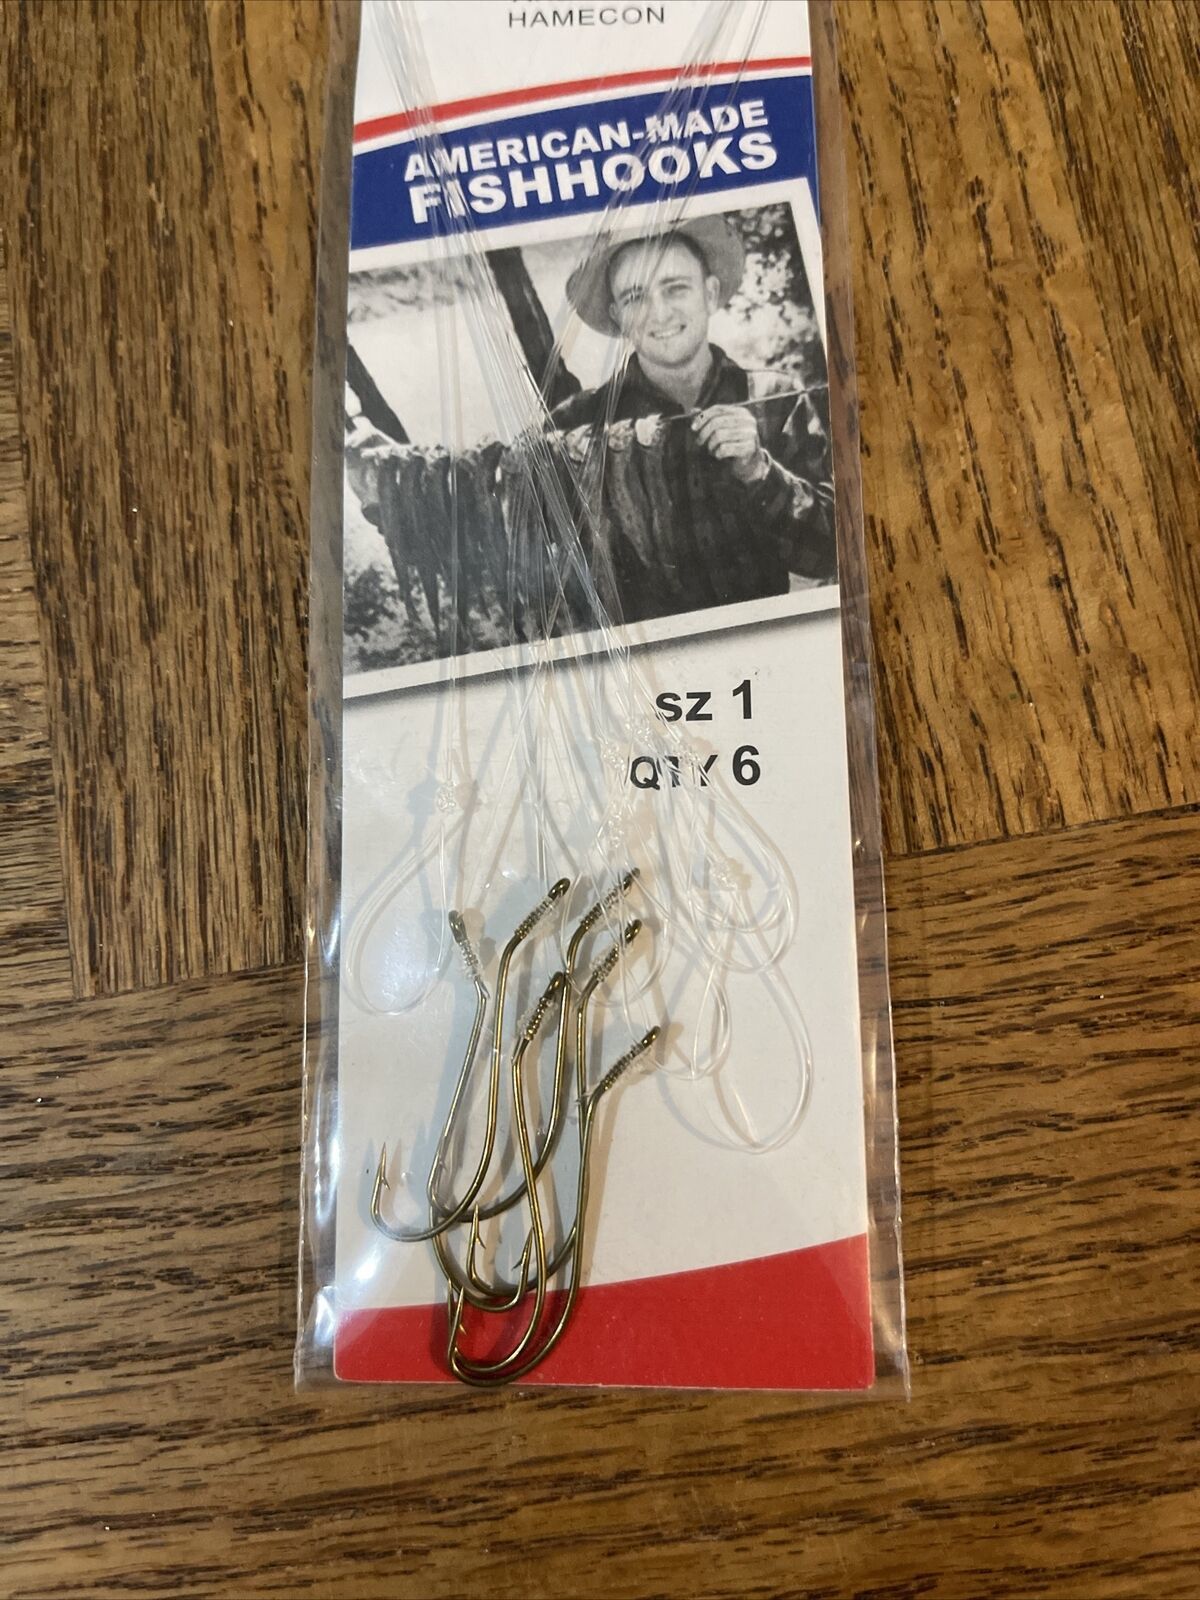 HAMECON
AMERICAN-MADE
FISHHOOKS
SZ 1
QTY 6